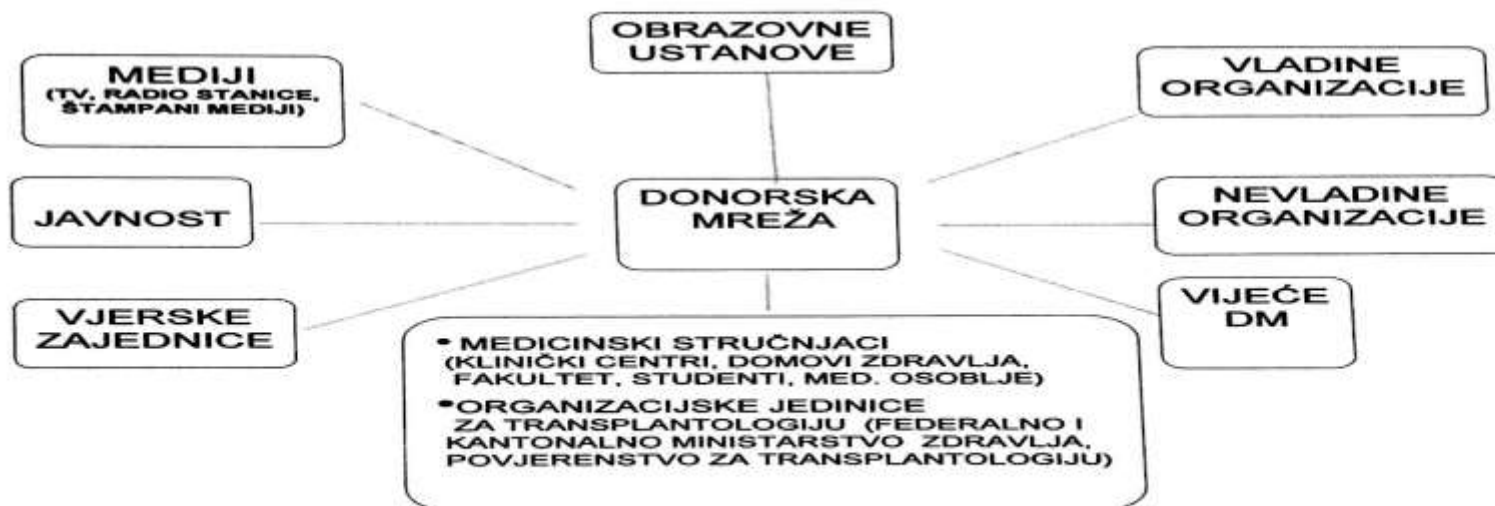 OBRAZOVNE
USTANOVE
MEDIJI
(TV, RADIO STANICE,
ŠTAMPANI MEDIJI)
VLADINE
ORGANIZACIJE
JAVNOST
DONORSKA
MREŽA
NEVLADINE
ORGANIZACIJE
VJERSKE
ZAJEDNICE
VIJEĆE
DM
• MEDICINSKI STRUČNJACI
(KLINIČKI CENTRI, DOMOVI ZDRAVLJA,
FAKULTET, STUDENTI, MED. OSOBLJE)
•ORGANIZACIJSKE JEDINICE
ZA TRANSPLANTOLOGIJU (FEDERALNO I
KANTONALNO MINISTARSTVO ZDRAVLJA,
POVJERENSTVO ZA TRANSPLANTOLOGIJU)